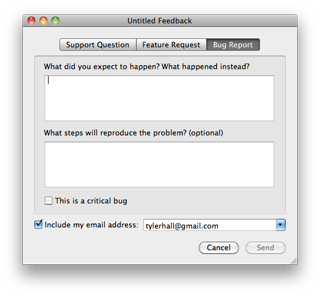 Untitled Feedback
Support Question Feature Request Bug Report
What did you expect to happen? What happened instead?
What steps will reproduce the problem? (optional)
This is a critical bug
Include my email address: tylerhall@gmail.com
Cancel Send